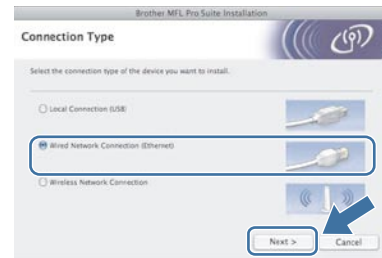 Brother MFL Pro Suite Installation
Connection Type
Select the connection type of the device you want to install.
Local Connection (USB)
Wired Network Connection (Ethernet)
Wireless Network Connection
Next >
Cancel